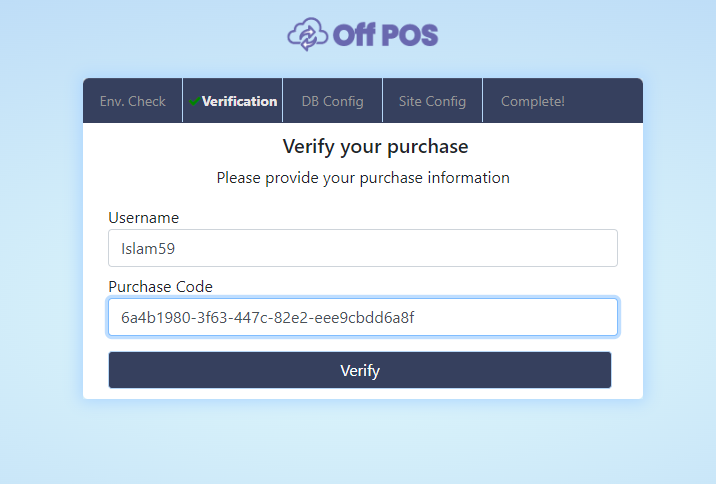 Off POS
Env. Check
Verification
DB Config
Site Config
Complete!
Verify your purchase
Please provide your purchase information
Username
Islam59
Purchase Code
6a4b1980-3f63-447c-82e2-eee9cbdd6a8f
Verify